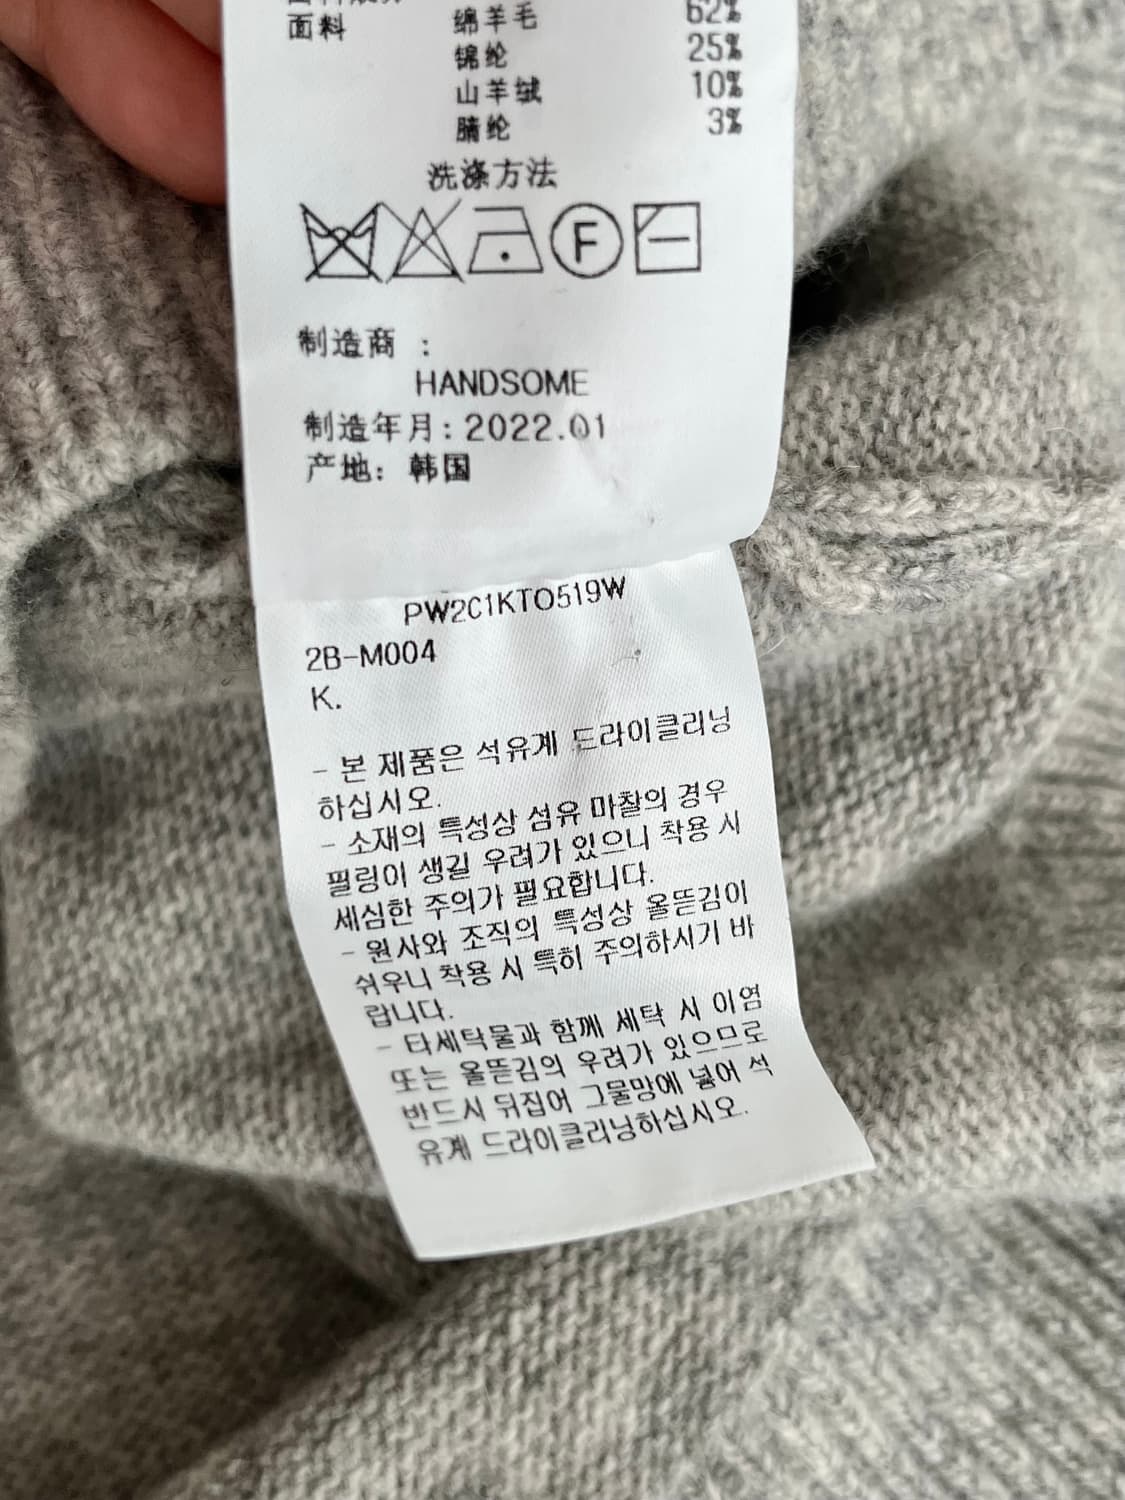 面料
绵羊毛 62%
锦纶 25%
山羊绒 10%
腈纶 3%
洗涤方法
F
制造商 :
HANDSOME
制造年月: 2022.01
产地: 韩国
PW2C1KTO519W
2B-M004
K.
- 본 제품은 석유계 드라이클리닝
하십시오.
- 소재의 특성상 섬유 마찰의 경우
필링이 생길 우려가 있으니 착용 시
세심한 주의가 필요합니다.
- 원사와 조직의 특성상 올뜯김이
쉬우니 착용 시 특히 주의하시기 바
랍니다.
- 타세탁물과 함께 세탁 시 이염
또는 올뜯김의 우려가 있으므로
반드시 뒤집어 그물망에 넣어 석
유계 드라이클리닝하십시오.